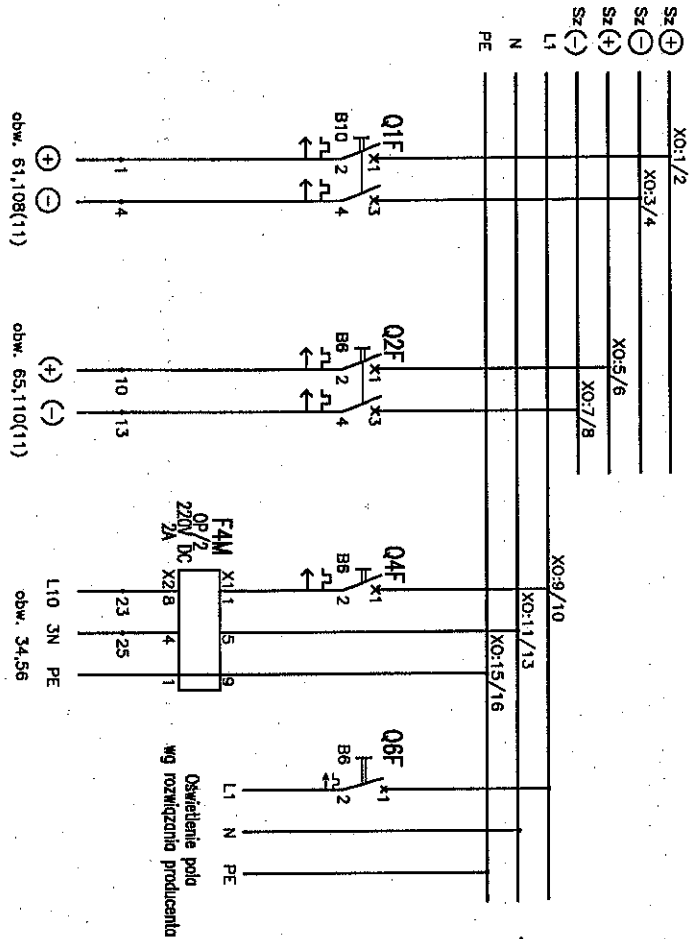 Sz (+)
Sz (-)
Sz (+)
Sz (-)
L1
N
PE
X0:1/2
X0:3/4
X0:5/6
X0:7/8
X0:9/10
X0:11/13
X0:15/16
Q1F
B10
x1
2
x3
4
1
4
(+) (-)
obw. 61,108(11)
Q2F
B6
x1
2
x3
4
10
13
(+) (-)
obw. 65,110(11)
Q4F
B6
x1
2
F4M
OP/2
220V DC
2A
X1 1 5 9
X2 8 4 1
23
25
L10 3N PE
obw. 34,56
Q6F
B6
x1
2
L1 N PE
Oświetlenie pola
wg rozwiązania producenta